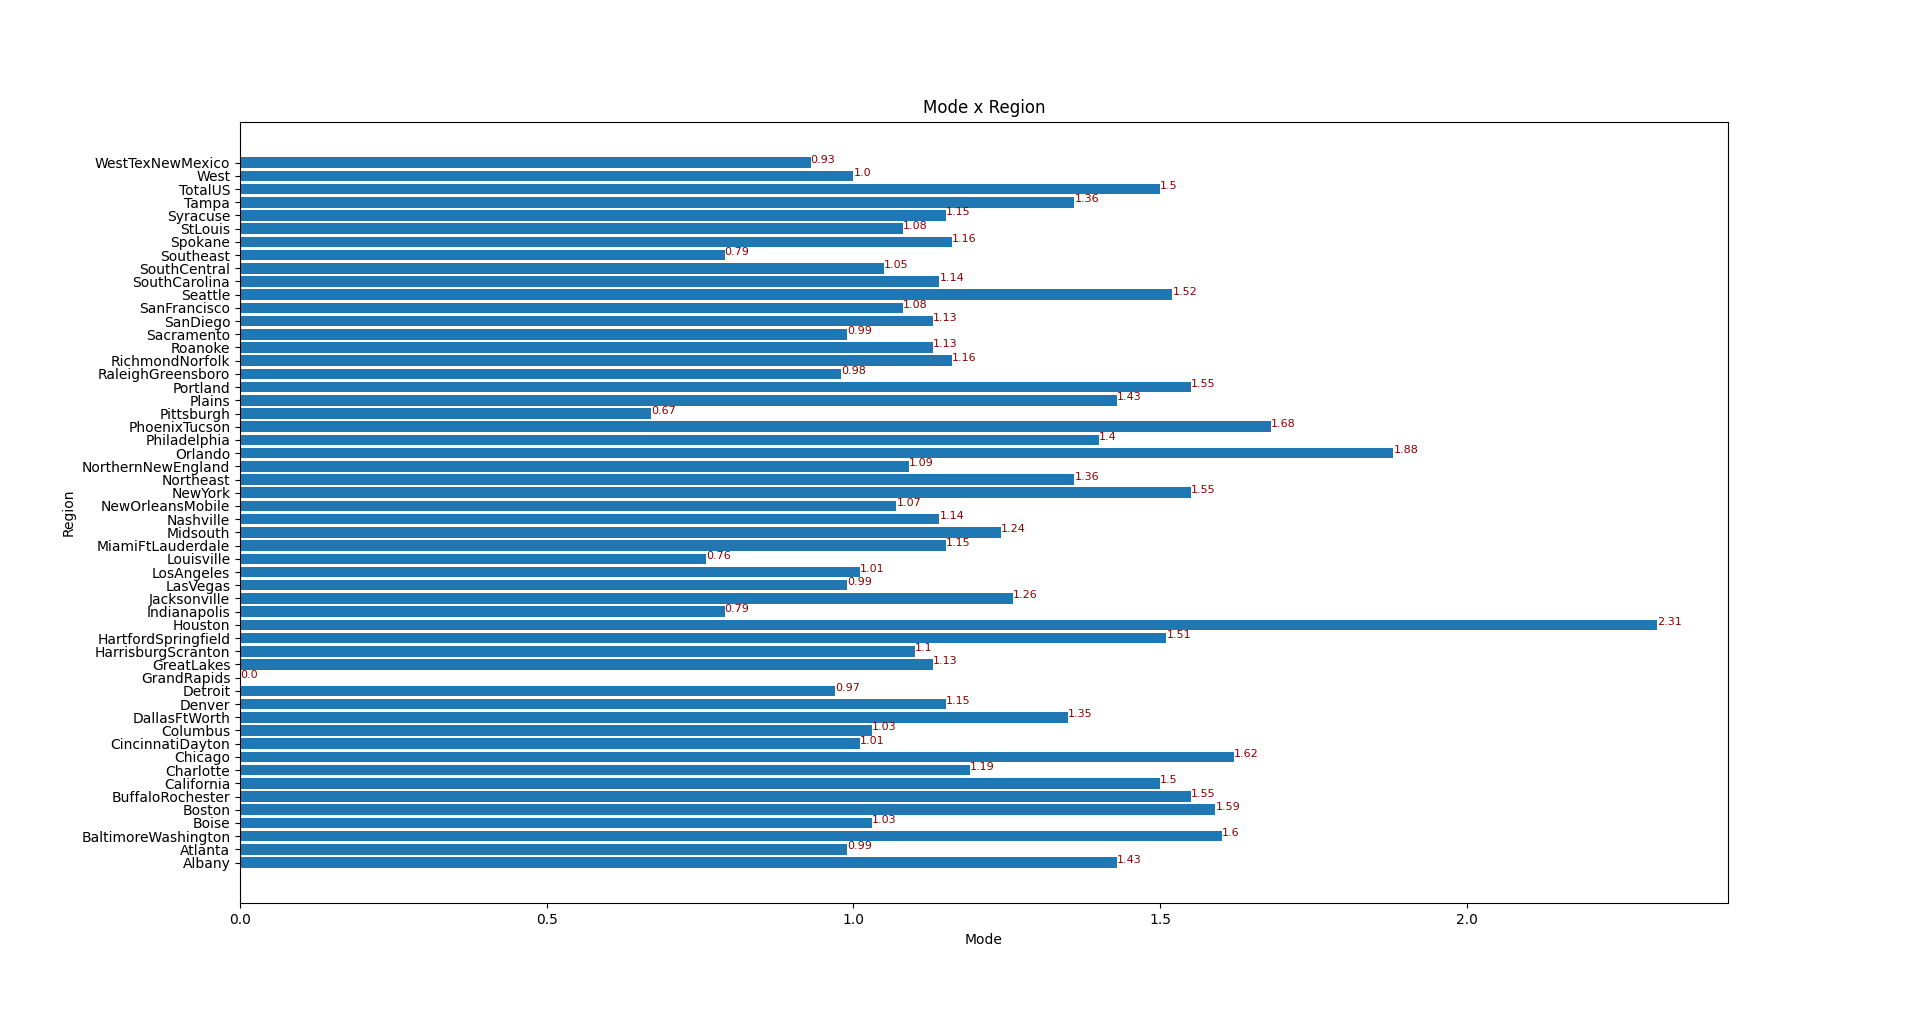 Mode x Region
WestTexNewMexico 0.93
West 1.0
TotalUS 1.5
Tampa 1.36
Syracuse 1.15
StLouis 1.08
Spokane 1.16
Southeast 0.79
SouthCentral 1.05
SouthCarolina 1.14
Seattle 1.52
SanFrancisco 1.08
SanDiego 1.13
Sacramento 0.99
Roanoke 1.13
RichmondNorfolk 1.16
RaleighGreensboro 0.98
Portland 1.55
Plains 1.43
Pittsburgh 0.67
PhoenixTucson 1.68
Philadelphia 1.4
Orlando 1.88
NorthernNewEngland 1.09
Northeast 1.36
NewYork 1.55
NewOrleansMobile 1.07
Nashville 1.14
Midsouth 1.24
MiamiFtLauderdale 1.15
Louisville 0.76
LosAngeles 1.01
LasVegas 0.99
Jacksonville 1.26
Indianapolis 0.79
Houston 2.31
HartfordSpringfield 1.51
HarrisburgScranton 1.1
GreatLakes 1.13
GrandRapids 0.0
Detroit 0.97
Denver 1.15
DallasFtWorth 1.35
Columbus 1.03
CincinnatiDayton 1.01
Chicago 1.62
Charlotte 1.19
California 1.5
BuffaloRochester 1.55
Boston 1.59
Boise 1.03
BaltimoreWashington 1.6
Atlanta 0.99
Albany 1.43
Region
0.0 0.5 1.0 1.5 2.0
Mode